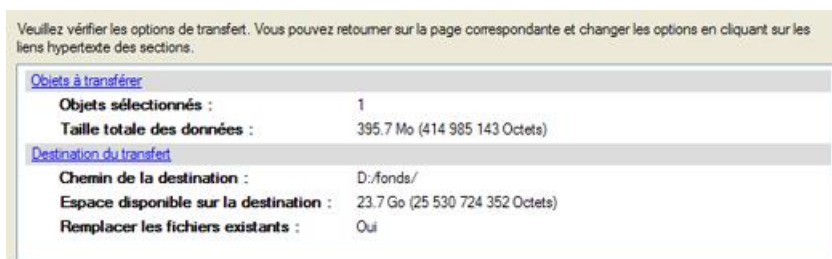 Veuillez vérifier les options de transfert. Vous pouvez retourner sur la page correspondante et changer les options en cliquant sur les
liens hypertexte des sections.
Objets à transférer
Objets sélectionnés : 1
Taille totale des données : 395.7 Mo (414 985 143 Octets)
Destination du transfert
Chemin de la destination : D:/fonds/
Espace disponible sur la destination : 23.7 Go (25 530 724 352 Octets)
Remplacer les fichiers existants : Oui